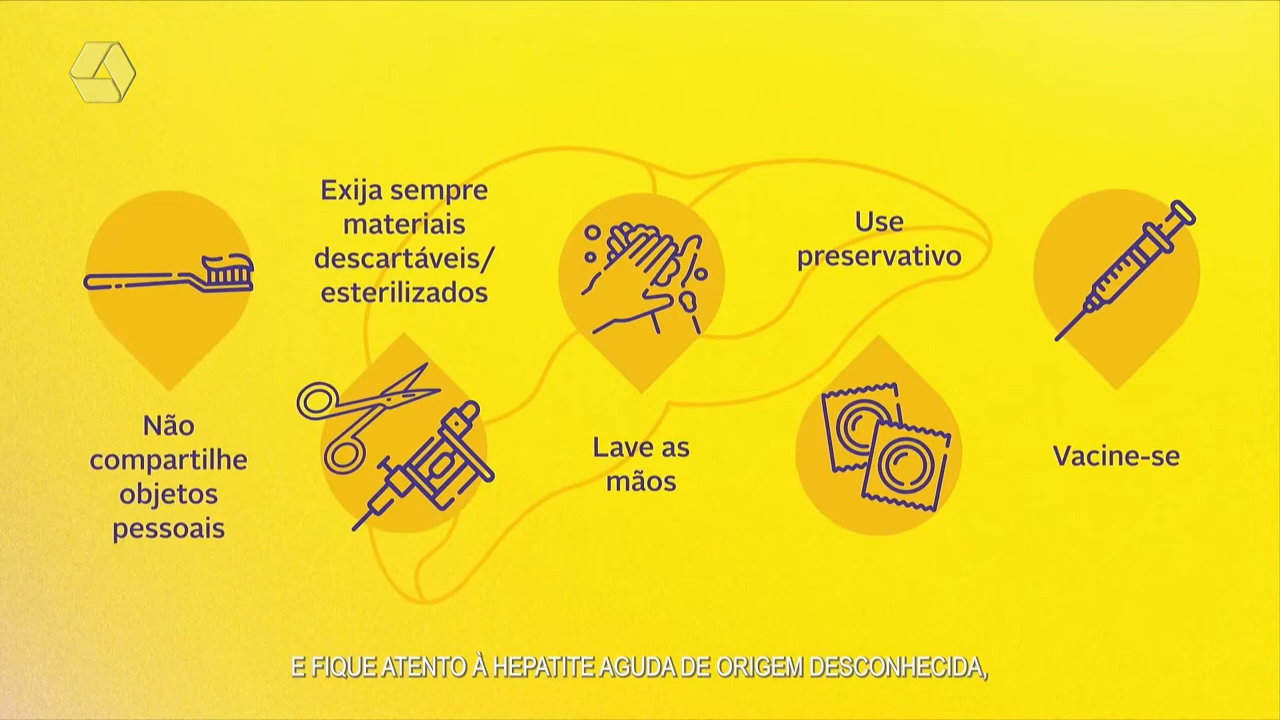 Não
compartilhe
objetos
pessoais
Exija sempre
materiais
descartáveis/
esterilizados
Lave as
mãos
Use
preservativo
Vacine-se
E FIQUE ATENTO À HEPATITE AGUDA DE ORIGEM DESCONHECIDA,